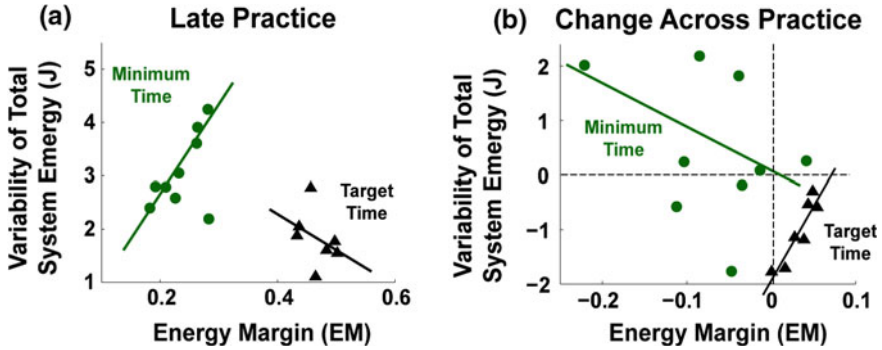 (a) Late Practice
Variability of Total
System Emergy (J)
5
4
3
2
1
Minimum
Time
Target
Time
0.2
0.4
0.6
Energy Margin (EM)
(b) Change Across Practice
Variability of Total
System Emergy (J)
2
1
0
−1
−2
Minimum
Time
Target
Time
−0.2
−0.1
0
0.1
Energy Margin (EM)